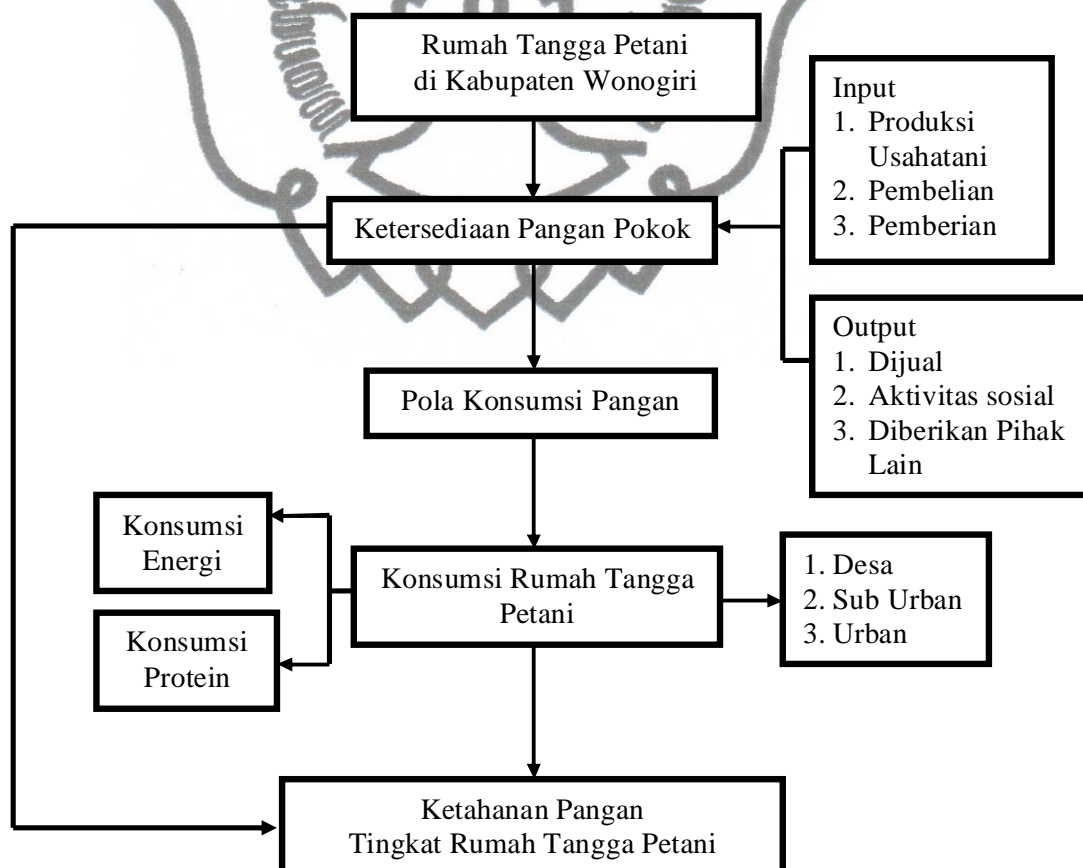 Rumah Tangga Petani
di Kabupaten Wonogiri
Input
1. Produksi
Usahatani
2. Pembelian
3. Pemberian
Ketersediaan Pangan Pokok
Output
1. Dijual
2. Aktivitas sosial
3. Diberikan Pihak
Lain
Pola Konsumsi Pangan
Konsumsi
Energi
Konsumsi Rumah Tangga
Petani
1. Desa
2. Sub Urban
3. Urban
Konsumsi
Protein
Ketahanan Pangan
Tingkat Rumah Tangga Petani